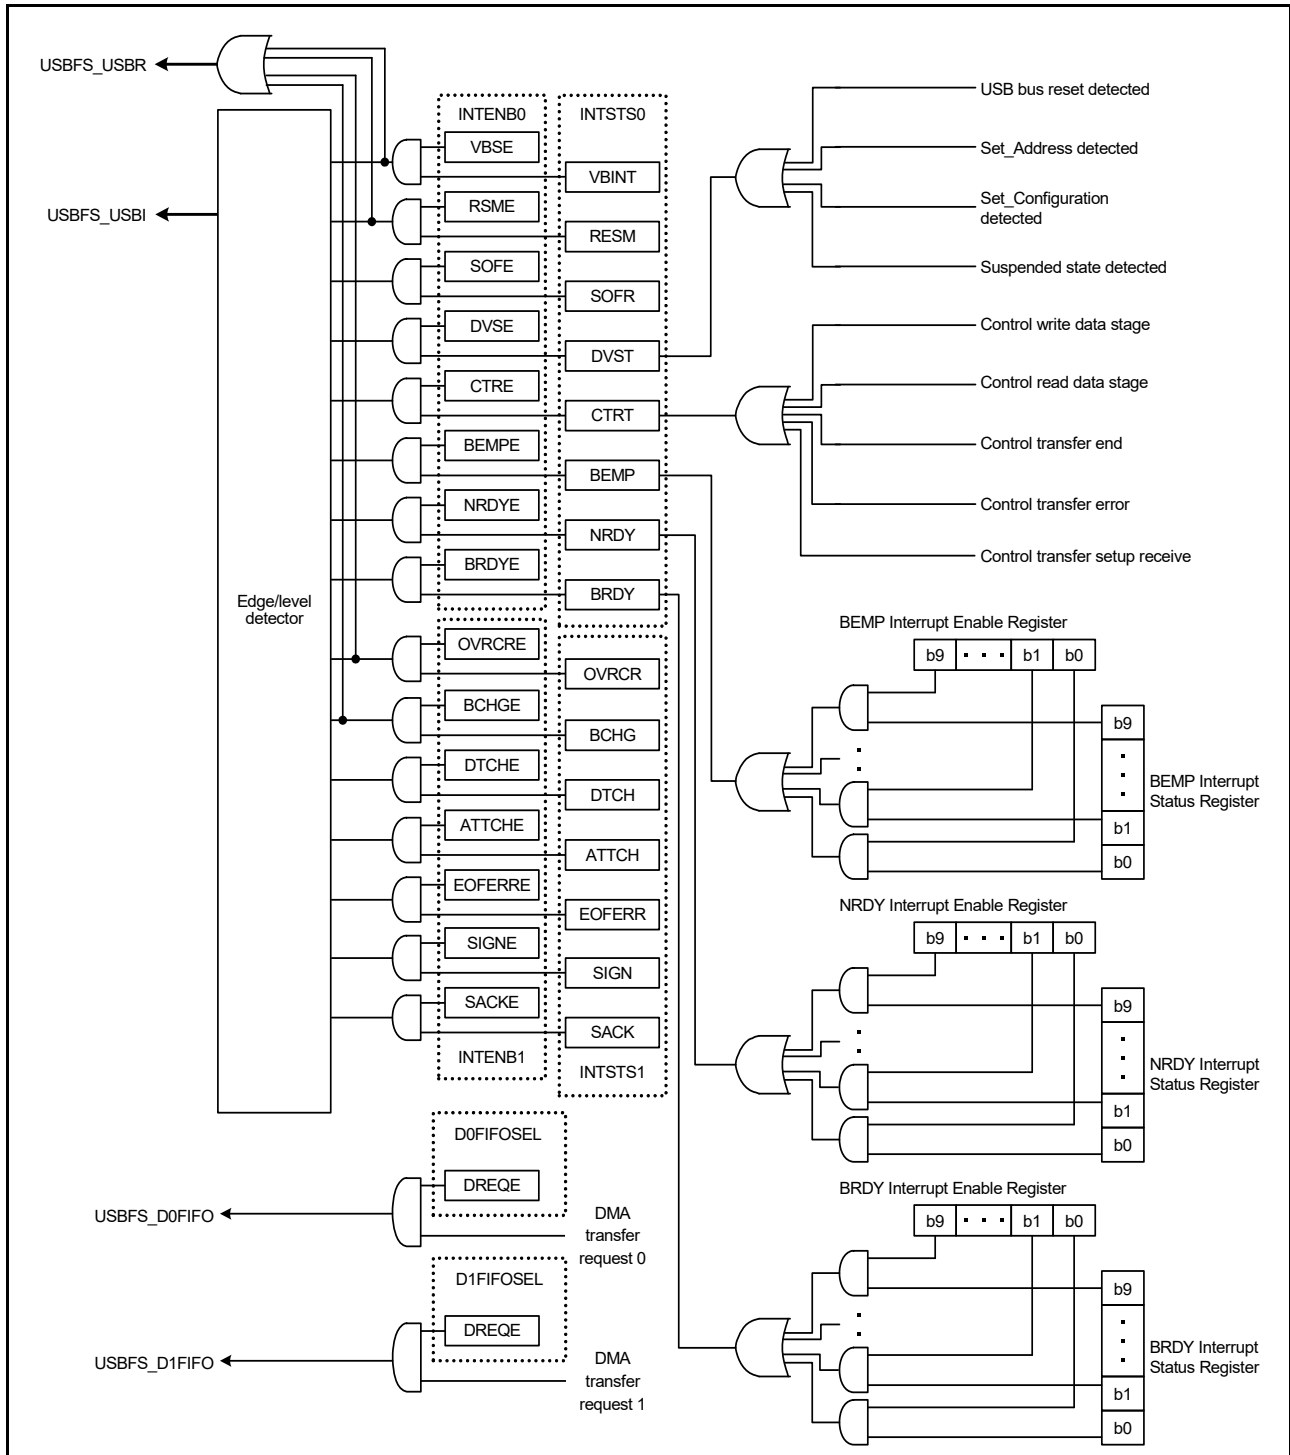 USBFS_USBR
USBFS_USBI
Edge/level
detector
INTENB0
VBSE
RSME
SOFE
DVSE
CTRE
BEMPE
NRDYE
BRDYE
OVRCRE
BCHGE
DTCHE
ATTCHE
EOFERRE
SIGNE
SACKE
INTENB1
INTSTS0
VBINT
RESM
SOFR
DVST
CTRT
BEMP
NRDY
BRDY
OVRCR
BCHG
DTCH
ATTCH
EOFERR
SIGN
SACK
INTSTS1
USB bus reset detected
Set_Address detected
Set_Configuration
detected
Suspended state detected
Control write data stage
Control read data stage
Control transfer end
Control transfer error
Control transfer setup receive
BEMP Interrupt Enable Register
b9 b1 b0
b9
BEMP Interrupt
Status Register
b1
b0
NRDY Interrupt Enable Register
b9 b1 b0
b9
NRDY Interrupt
Status Register
b1
b0
BRDY Interrupt Enable Register
b9 b1 b0
b9
BRDY Interrupt
Status Register
b1
b0
D0FIFOSEL
DREQE
USBFS_D0FIFO
DMA
transfer
request 0
D1FIFOSEL
DREQE
USBFS_D1FIFO
DMA
transfer
request 1